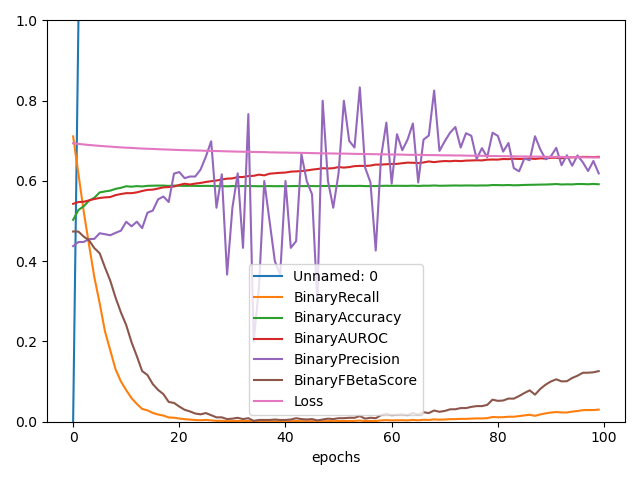 1.0
0.8
0.6
0.4
0.2
0.0
Unnamed: 0
BinaryRecall
BinaryAccuracy
BinaryAUROC
BinaryPrecision
BinaryFBetaScore
Loss
0 20 40 60 80 100
epochs